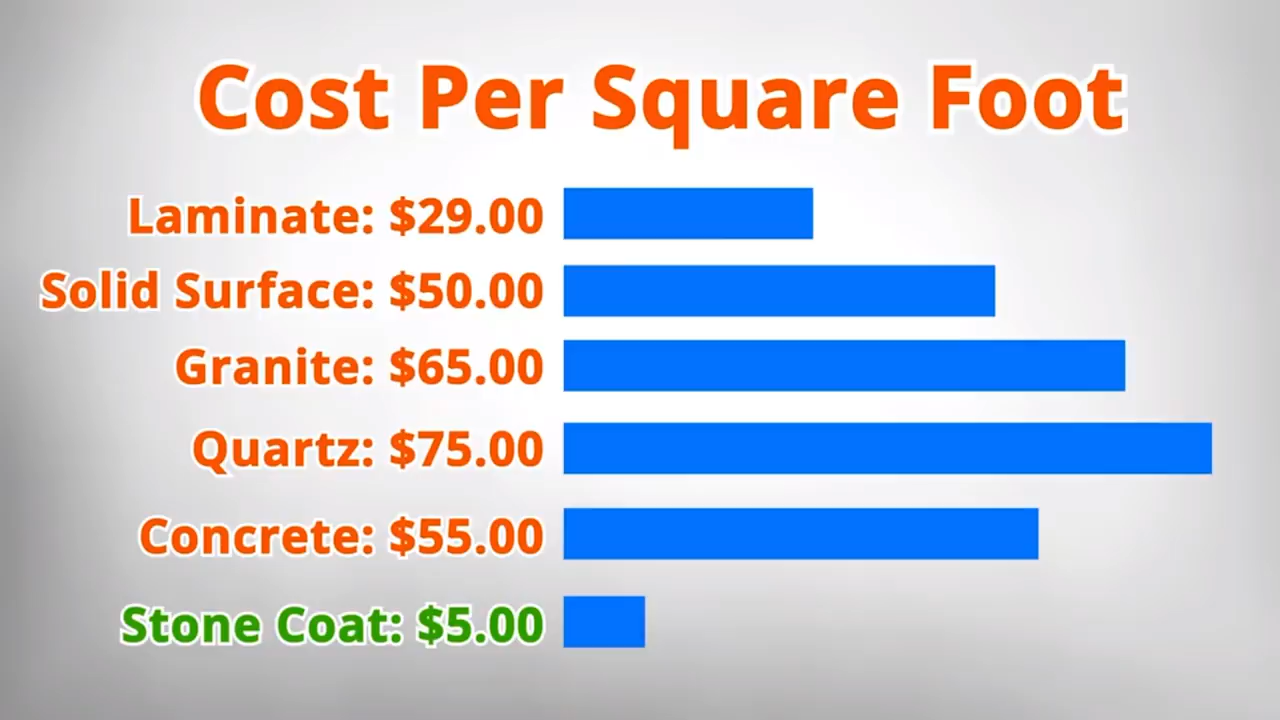 Cost Per Square Foot
Laminate: $29.00
Solid Surface: $50.00
Granite: $65.00
Quartz: $75.00
Concrete: $55.00
Stone Coat: $5.00